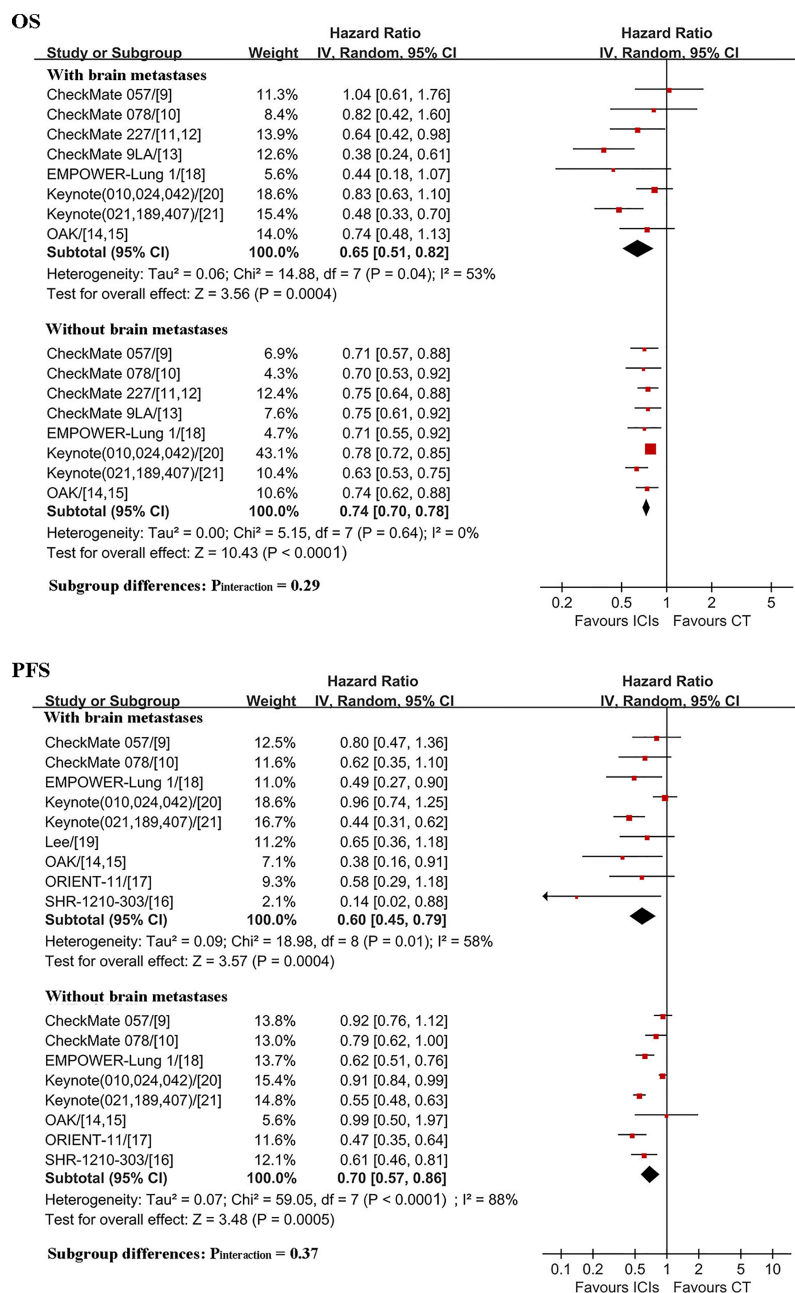 OS
Hazard Ratio Hazard Ratio
Study or Subgroup Weight IV, Random, 95% CI IV, Random, 95% CI
With brain metastases
CheckMate 057/[9] 11.3% 1.04 [0.61, 1.76]
CheckMate 078/[10] 8.4% 0.82 [0.42, 1.60]
CheckMate 227/[11,12] 13.9% 0.64 [0.42, 0.98]
CheckMate 9LA/[13] 12.6% 0.38 [0.24, 0.61]
EMPOWER-Lung 1/[18] 5.6% 0.44 [0.18, 1.07]
Keynote(010,024,042)/[20] 18.6% 0.83 [0.63, 1.10]
Keynote(021,189,407)/[21] 15.4% 0.48 [0.33, 0.70]
OAK/[14,15] 14.0% 0.74 [0.48, 1.13]
Subtotal (95% CI) 100.0% 0.65 [0.51, 0.82]
Heterogeneity: Tau² = 0.06; Chi² = 14.88, df = 7 (P = 0.04); I² = 53%
Test for overall effect: Z = 3.56 (P = 0.0004)
Without brain metastases
CheckMate 057/[9] 6.9% 0.71 [0.57, 0.88]
CheckMate 078/[10] 4.3% 0.70 [0.53, 0.92]
CheckMate 227/[11,12] 12.4% 0.75 [0.64, 0.88]
CheckMate 9LA/[13] 7.6% 0.75 [0.61, 0.92]
EMPOWER-Lung 1/[18] 4.7% 0.71 [0.55, 0.92]
Keynote(010,024,042)/[20] 43.1% 0.78 [0.72, 0.85]
Keynote(021,189,407)/[21] 10.4% 0.63 [0.53, 0.75]
OAK/[14,15] 10.6% 0.74 [0.62, 0.88]
Subtotal (95% CI) 100.0% 0.74 [0.70, 0.78]
Heterogeneity: Tau² = 0.00; Chi² = 5.15, df = 7 (P = 0.64); I² = 0%
Test for overall effect: Z = 10.43 (P < 0.0001)
Subgroup differences: Pinteraction = 0.29
0.2 0.5 1 2 5
Favours ICIs Favours CT
PFS
Hazard Ratio Hazard Ratio
Study or Subgroup Weight IV, Random, 95% CI IV, Random, 95% CI
With brain metastases
CheckMate 057/[9] 12.5% 0.80 [0.47, 1.36]
CheckMate 078/[10] 11.6% 0.62 [0.35, 1.10]
EMPOWER-Lung 1/[18] 11.0% 0.49 [0.27, 0.90]
Keynote(010,024,042)/[20] 18.6% 0.96 [0.74, 1.25]
Keynote(021,189,407)/[21] 16.7% 0.44 [0.31, 0.62]
Lee/[19] 11.2% 0.65 [0.36, 1.18]
OAK/[14,15] 7.1% 0.38 [0.16, 0.91]
ORIENT-11/[17] 9.3% 0.58 [0.29, 1.18]
SHR-1210-303/[16] 2.1% 0.14 [0.02, 0.88]
Subtotal (95% CI) 100.0% 0.60 [0.45, 0.79]
Heterogeneity: Tau² = 0.09; Chi² = 18.98, df = 8 (P = 0.01); I² = 58%
Test for overall effect: Z = 3.57 (P = 0.0004)
Without brain metastases
CheckMate 057/[9] 13.8% 0.92 [0.76, 1.12]
CheckMate 078/[10] 13.0% 0.79 [0.62, 1.00]
EMPOWER-Lung 1/[18] 13.7% 0.62 [0.51, 0.76]
Keynote(010,024,042)/[20] 15.4% 0.91 [0.84, 0.99]
Keynote(021,189,407)/[21] 14.8% 0.55 [0.48, 0.63]
OAK/[14,15] 5.6% 0.99 [0.50, 1.97]
ORIENT-11/[17] 11.6% 0.47 [0.35, 0.64]
SHR-1210-303/[16] 12.1% 0.61 [0.46, 0.81]
Subtotal (95% CI) 100.0% 0.70 [0.57, 0.86]
Heterogeneity: Tau² = 0.07; Chi² = 59.05, df = 7 (P < 0.0001) ; I² = 88%
Test for overall effect: Z = 3.48 (P = 0.0005)
Subgroup differences: Pinteraction = 0.37
0.1 0.2 0.5 1 2 5 10
Favours ICIs Favours CT